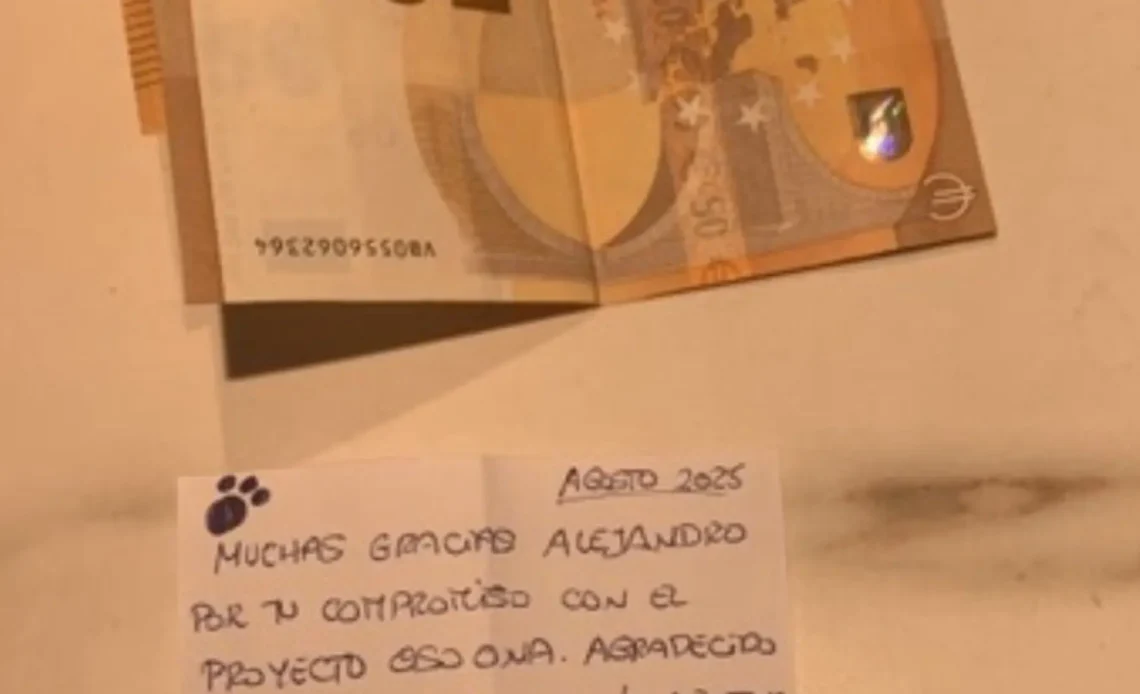 VB0556062364
50
AGOSTO 2025
MUCHAS GRACIAS ALEJANDRO
POR TU COMPROMISO CON EL
PROYECTO OSO ONA. AGRADECIDO